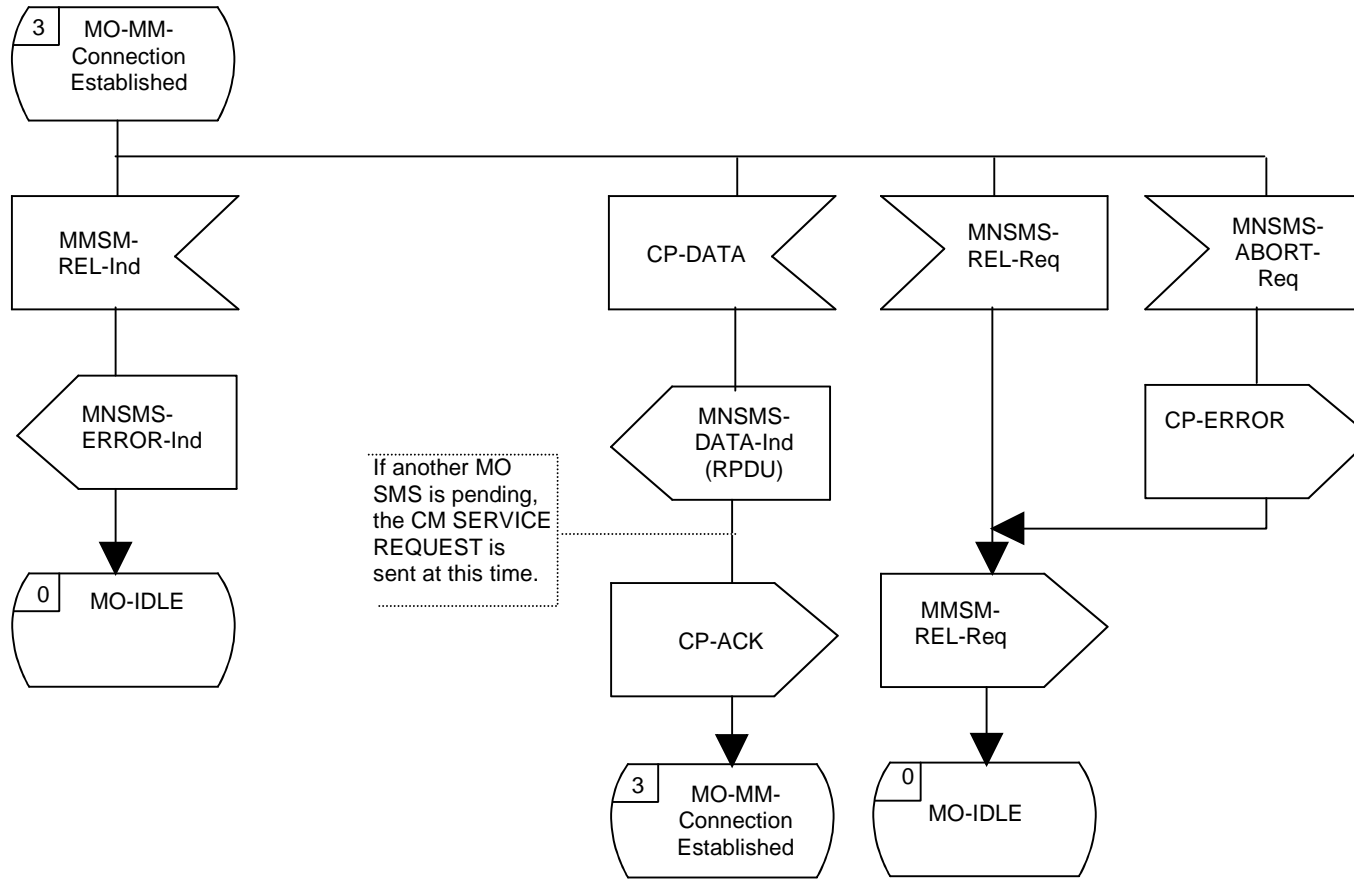 3
MO-MM-
Connection
Established
MMSM-
REL-Ind
CP-DATA
MNSMS-
REL-Req
MNSMS-
ABORT-
Req
MNSMS-
ERROR-Ind
MNSMS-
DATA-Ind
(RPDU)
CP-ERROR
If another MO
SMS is pending,
the CM SERVICE
REQUEST is
sent at this time.
0
MO-IDLE
CP-ACK
MMSM-
REL-Req
3
MO-MM-
Connection
Established
0
MO-IDLE